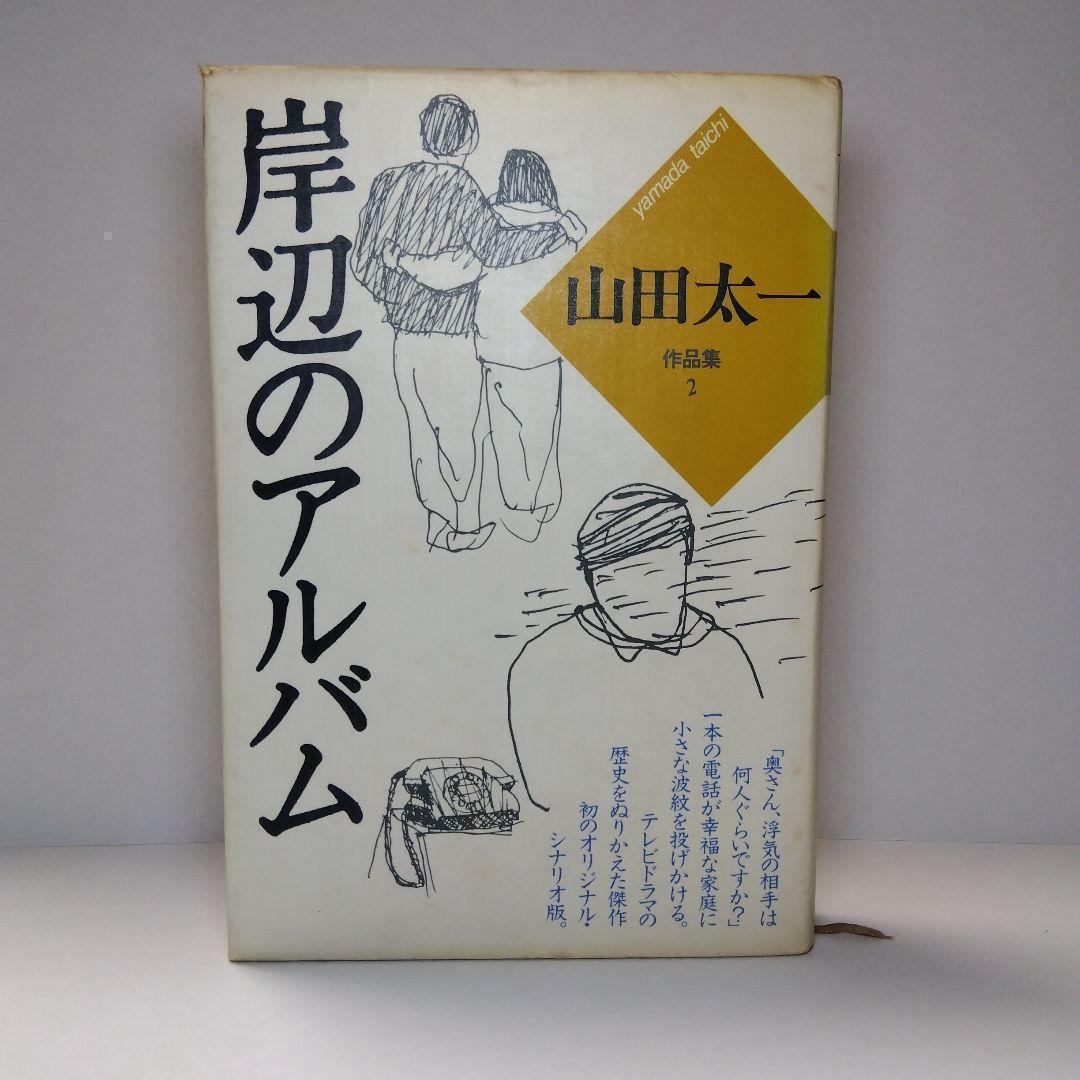 岸辺のアルバム
yamada taichi
山田太一
作品集
2
「奥さん、浮気の相手は
何人ぐらいですか?」
一本の電話が幸福な家庭に
小さな波紋を投げかける。
テレビドラマの
歴史をぬりかえた傑作
初のオリジナル・
シナリオ版。